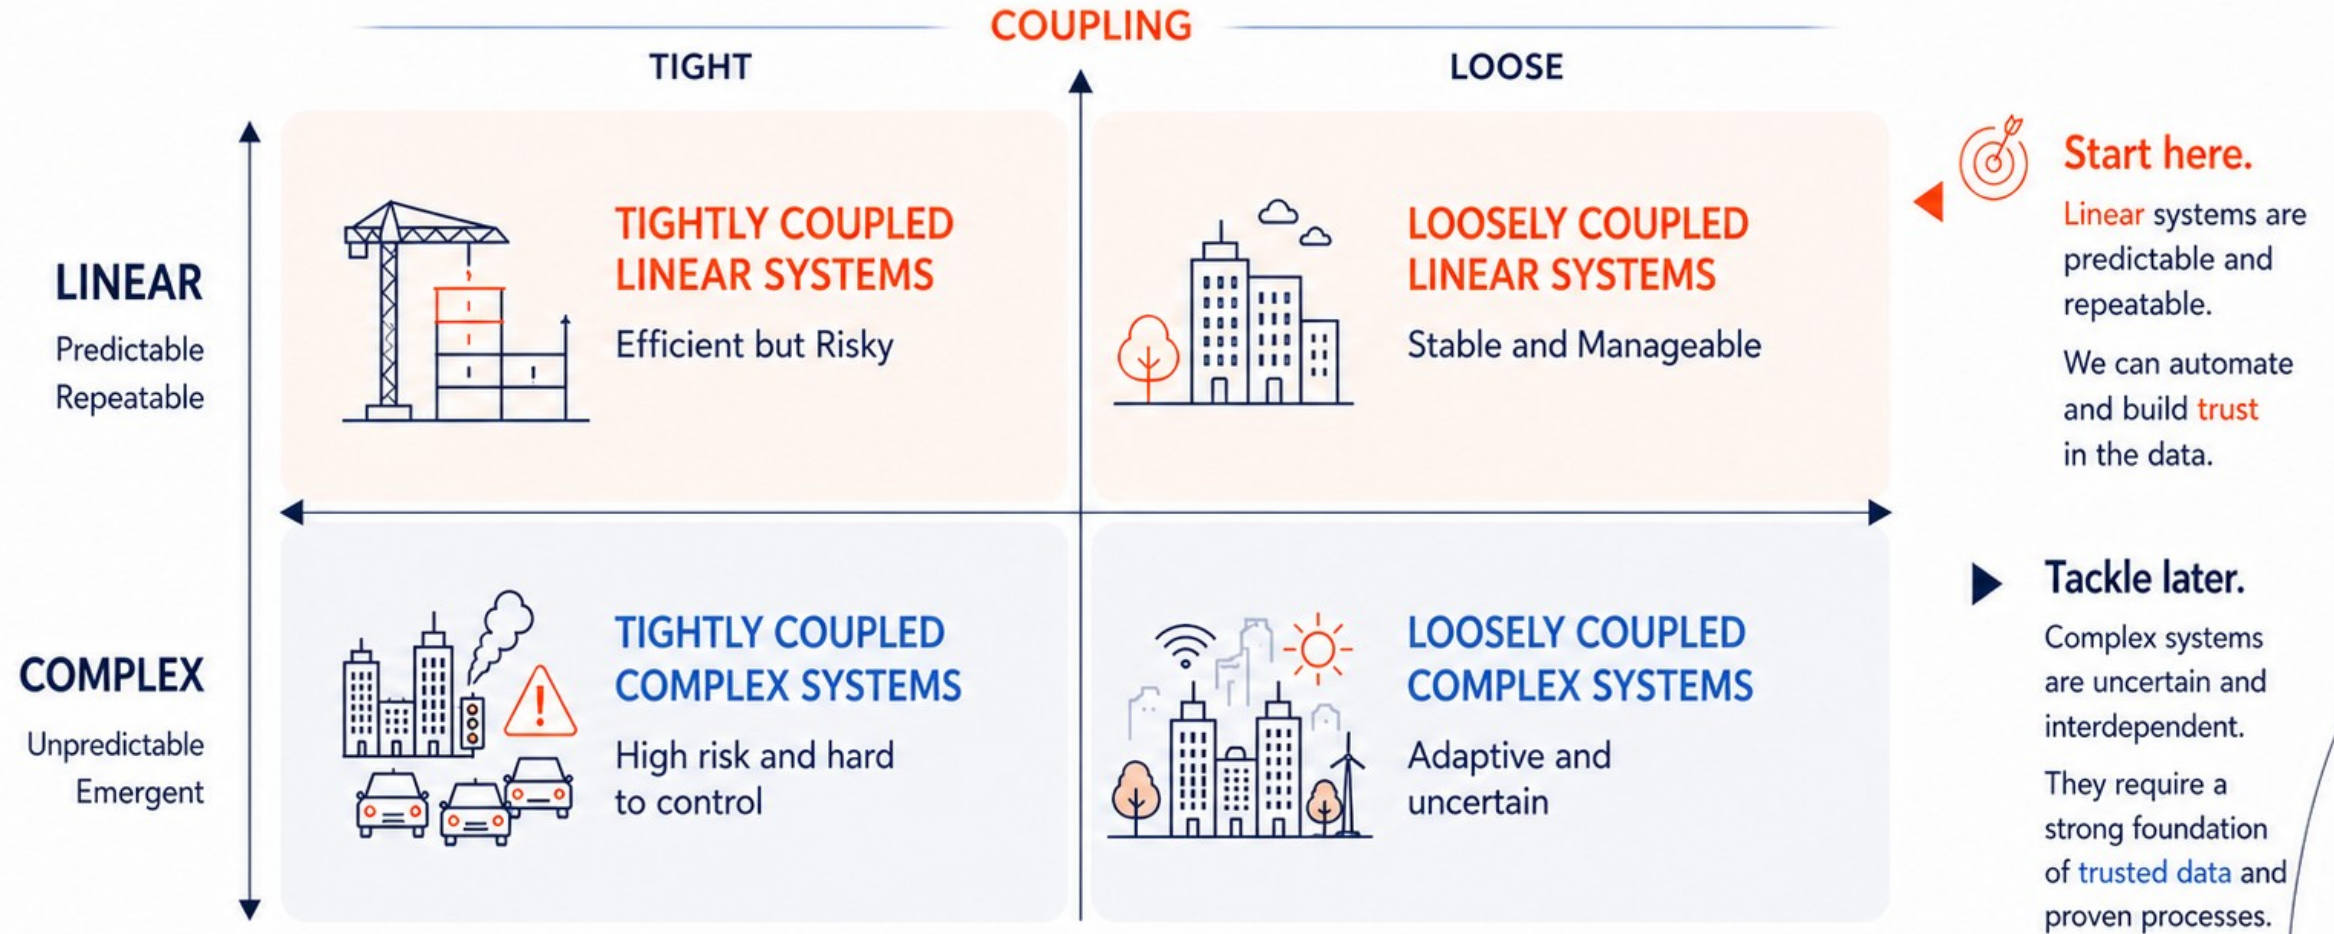 COUPLING
TIGHT
LOOSE
LINEAR
Predictable
Repeatable
TIGHTLY COUPLED
LINEAR SYSTEMS
Efficient but Risky
LOOSELY COUPLED
LINEAR SYSTEMS
Stable and Manageable
Start here.
Linear systems are
predictable and
repeatable.
We can automate
and build trust
in the data.
COMPLEX
Unpredictable
Emergent
TIGHTLY COUPLED
COMPLEX SYSTEMS
High risk and hard
to control
LOOSELY COUPLED
COMPLEX SYSTEMS
Adaptive and
uncertain
Tackle later.
Complex systems
are uncertain and
interdependent.
They require a
strong foundation
of trusted data and
proven processes.